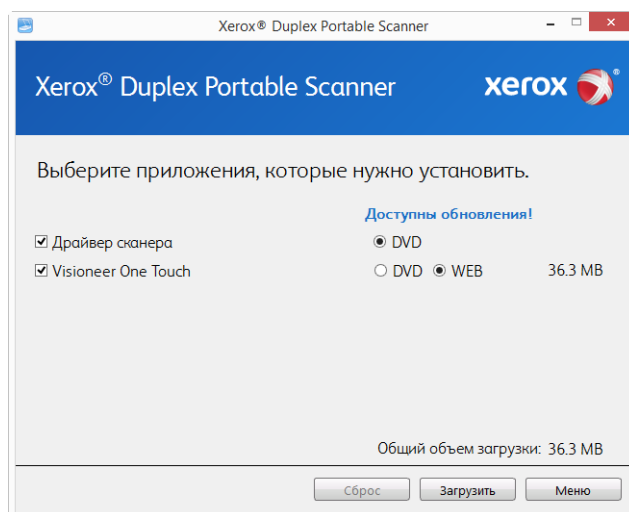 Xerox® Duplex Portable Scanner
Xerox® Duplex Portable Scanner
xerox ®
Выберите приложения, которые нужно установить.
Доступны обновления!
Драйвер сканера DVD
Visioneer One Touch DVD WEB 36.3 MB
Общий объем загрузки: 36.3 MB
Сброс Загрузить Меню